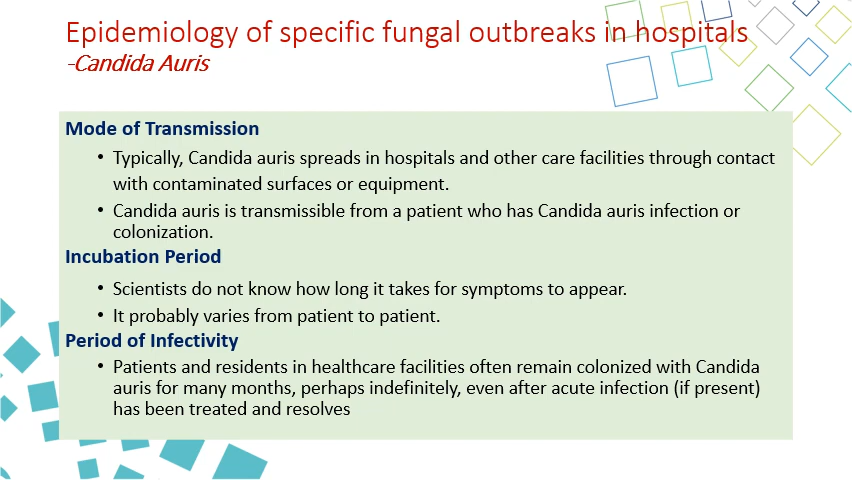 Epidemiology of specific fungal outbreaks in hospitals
-Candida Auris
Mode of Transmission
• Typically, Candida auris spreads in hospitals and other care facilities through contact
with contaminated surfaces or equipment.
• Candida auris is transmissible from a patient who has Candida auris infection or
colonization.
Incubation Period
• Scientists do not know how long it takes for symptoms to appear.
• It probably varies from patient to patient.
Period of Infectivity
• Patients and residents in healthcare facilities often remain colonized with Candida
auris for many months, perhaps indefinitely, even after acute infection (if present)
has been treated and resolves